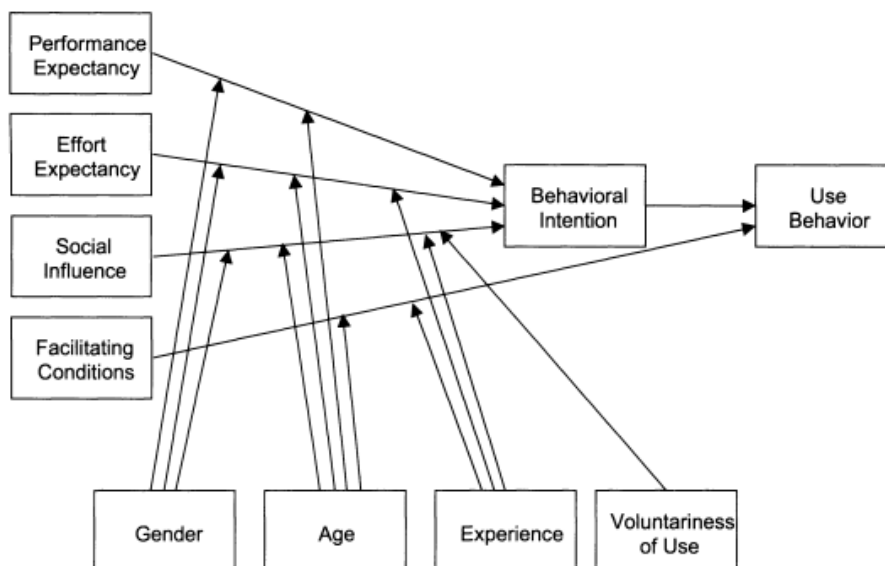 Performance
Expectancy
Effort
Expectancy
Social
Influence
Facilitating
Conditions
Behavioral
Intention
Use
Behavior
Gender
Age
Experience
Voluntariness
of Use